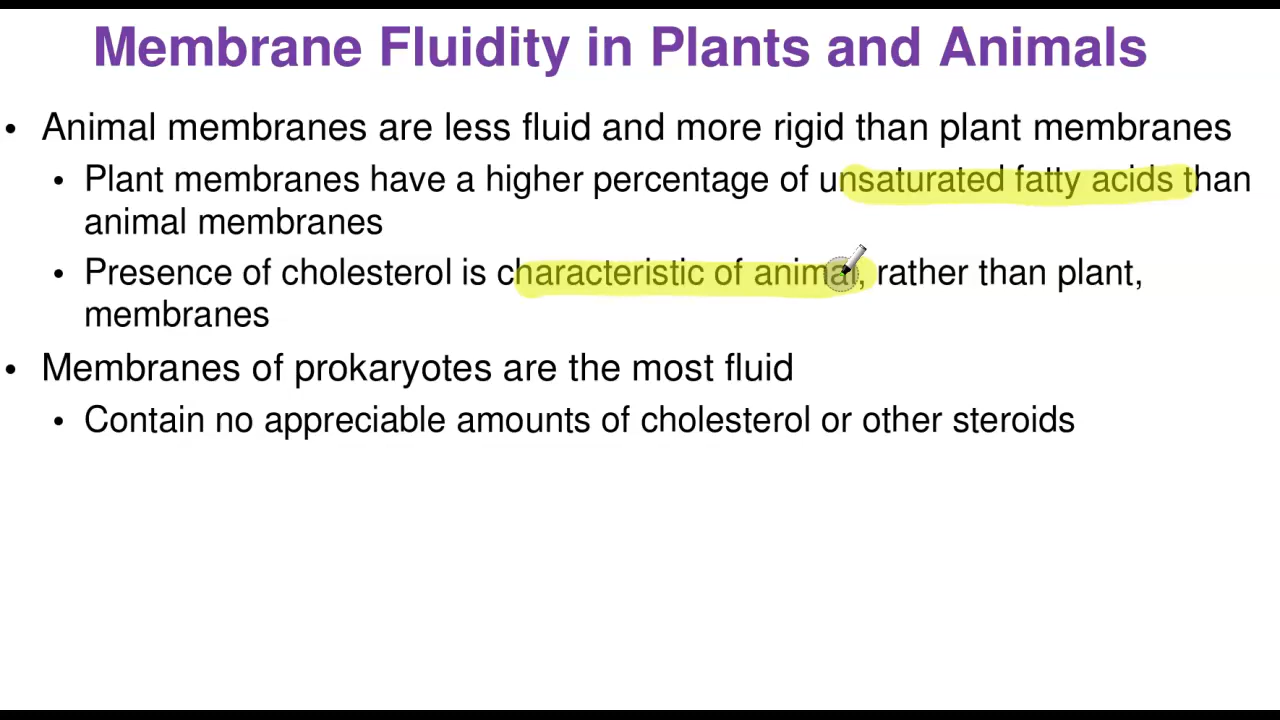 Membrane Fluidity in Plants and Animals
• Animal membranes are less fluid and more rigid than plant membranes
• Plant membranes have a higher percentage of unsaturated fatty acids than
animal membranes
• Presence of cholesterol is characteristic of animal, rather than plant,
membranes
• Membranes of prokaryotes are the most fluid
• Contain no appreciable amounts of cholesterol or other steroids